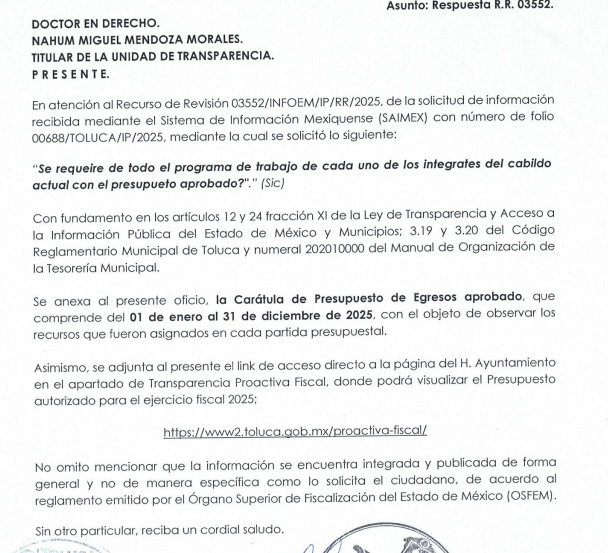 Asunto: Respuesta R.R. 03552.
DOCTOR EN DERECHO.
NAHUM MIGUEL MENDOZA MORALES.
TITULAR DE LA UNIDAD DE TRANSPARENCIA.
P R E S E N T E.
En atención al Recurso de Revisión 03552/INFOEM/IP/RR/2025, de la solicitud de información
recibida mediante el Sistema de Información Mexiquense (SAIMEX) con número de folio
00688/TOLUCA/IP/2025, mediante la cual se solicitó lo siguiente:
"Se requeire de todo el programa de trabajo de cada uno de los integrates del cabildo
actual con el presupueto aprobado?"." (Sic)
Con fundamento en los artículos 12 y 24 fracción XI de la Ley de Transparencia y Acceso a
la Información Pública del Estado de México y Municipios; 3.19 y 3.20 del Código
Reglamentario Municipal de Toluca y numeral 202010000 del Manual de Organización de
la Tesorería Municipal.
Se anexa al presente oficio, la Carátula de Presupuesto de Egresos aprobado, que
comprende del 01 de enero al 31 de diciembre de 2025, con el objeto de observar los
recursos que fueron asignados en cada partida presupuestal.
Asimismo, se adjunta al presente el link de acceso directo a la página del H. Ayuntamiento
en el apartado de Transparencia Proactiva Fiscal, donde podrá visualizar el Presupuesto
autorizado para el ejercicio fiscal 2025;
https://www2.toluca.gob.mx/proactiva-fiscal/
No omito mencionar que la información se encuentra integrada y publicada de forma
general y no de manera específica como lo solicita el ciudadano, de acuerdo al
reglamento emitido por el Órgano Superior de Fiscalización del Estado de México (OSFEM).
Sin otro particular, reciba un cordial saludo.